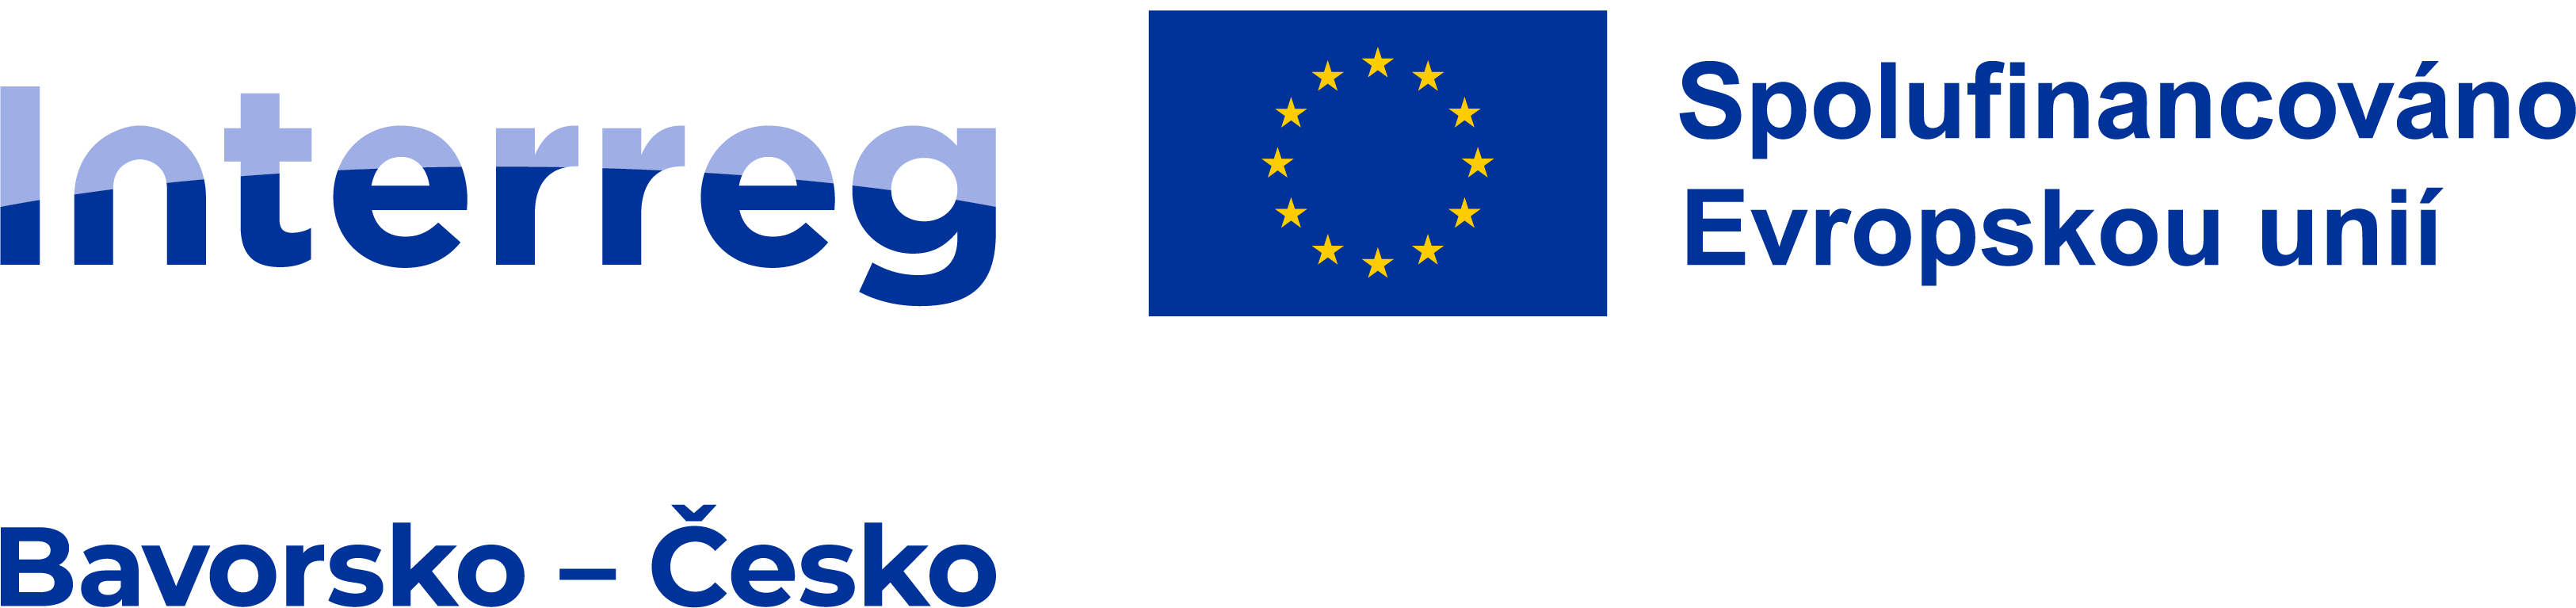 Interreg
Spolufinancováno
Evropskou unií
Bavorsko – Česko